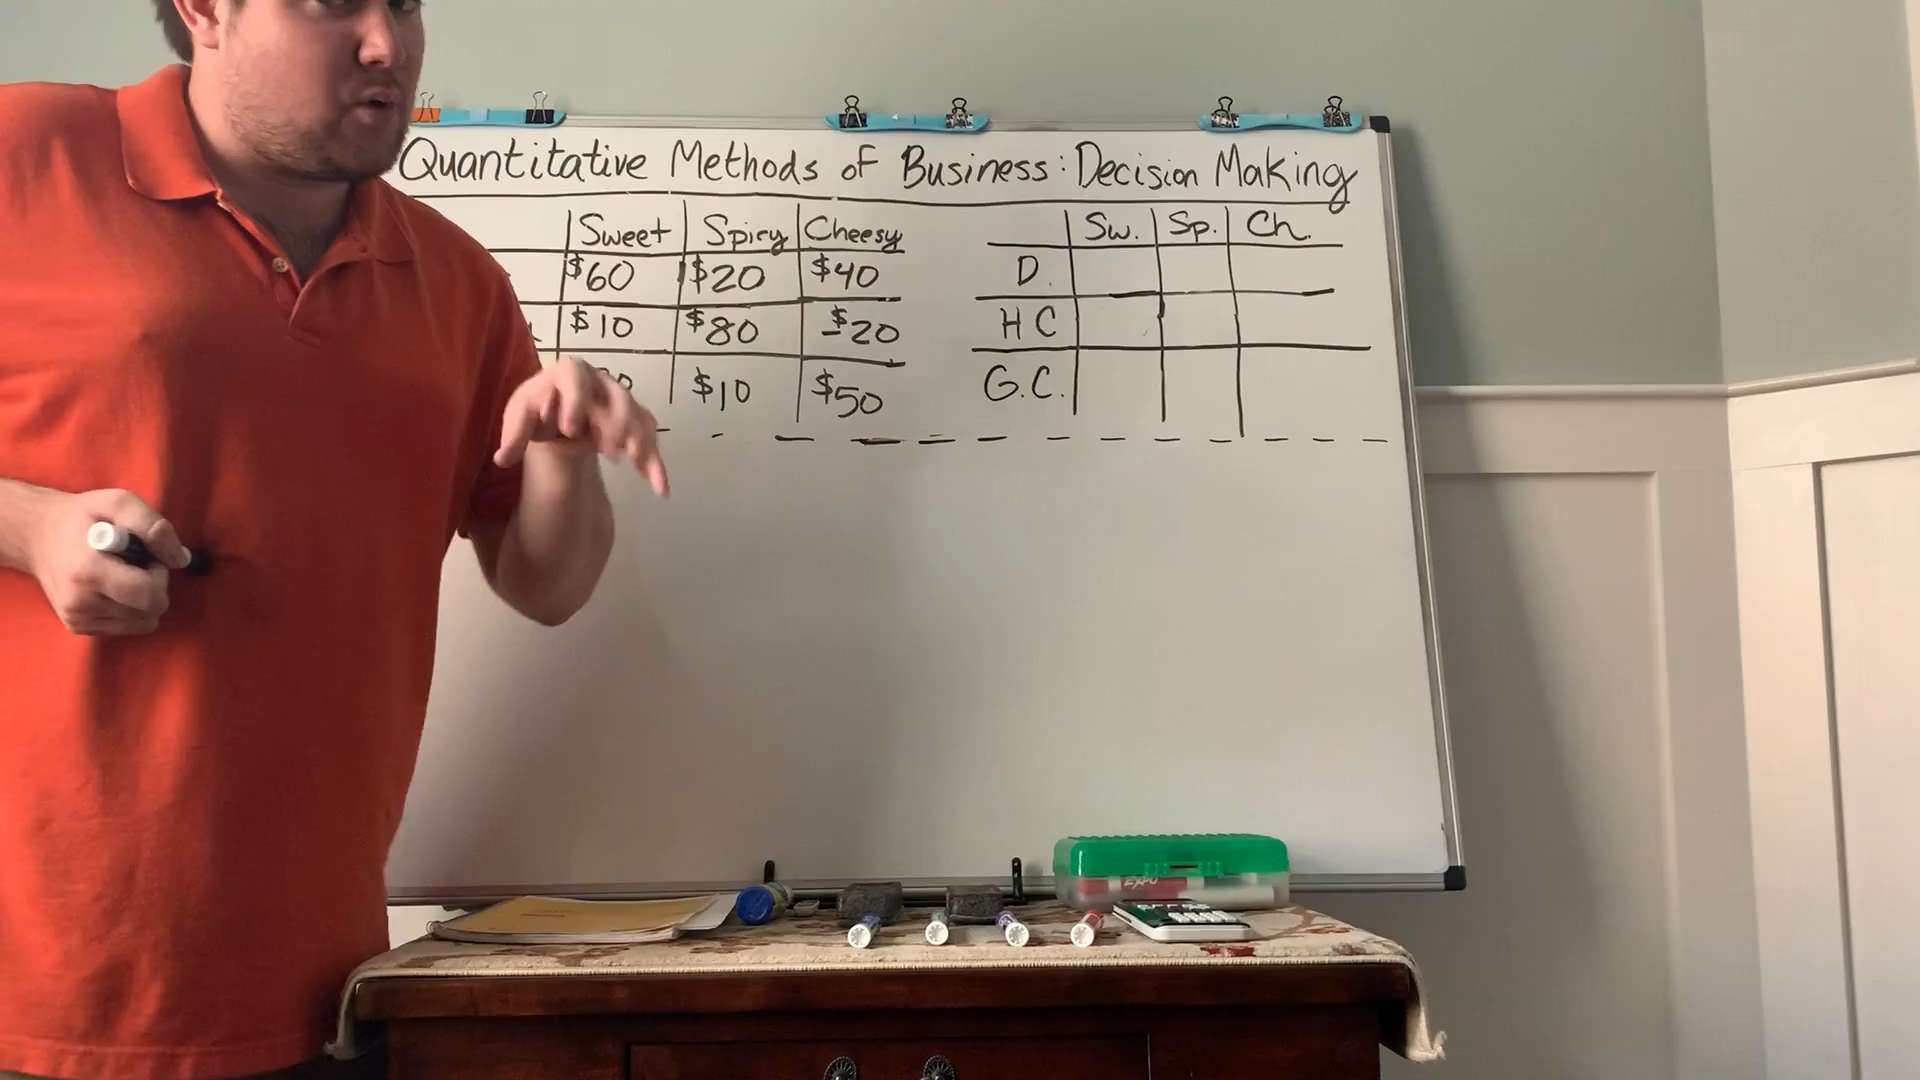 Quantitative Methods of Business: Decision Making
Sweet Spicy Cheesy
$60 $20 $40
$10 $80 -$20
$10 $50
Sw. Sp. Ch.
D.
H C
G.C.
EXPO